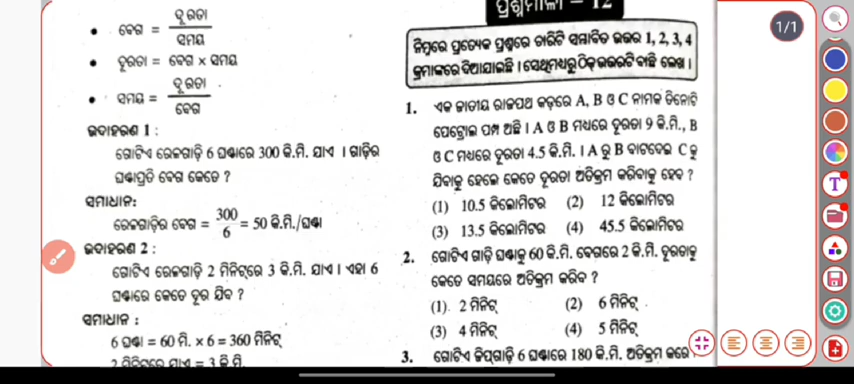 ପ୍ରଶ୍ନମାଳା – 12
1/1
• ବେଗ = ଦୂରତା / ସମୟ
• ଦୂରତା = ବେଗ × ସମୟ
• ସମୟ = ଦୂରତା / ବେଗ
ଉଦାହରଣ 1 :
ଗୋଟିଏ ରେଳଗାଡ଼ି 6 ଘଣ୍ଟାରେ 300 କି.ମି. ଯାଏ । ଗାଡ଼ିର
ଘଣ୍ଟାପ୍ରତି ବେଗ କେତେ ?
ସମାଧାନ:
ରେଳଗାଡ଼ିର ବେଗ = 300 / 6 = 50 କି.ମି./ଘଣ୍ଟା
ଉଦାହରଣ 2 :
ଗୋଟିଏ ରେଳଗାଡ଼ି 2 ମିନିଟ୍‌ରେ 3 କି.ମି. ଯାଏ । ଏହା 6
ଘଣ୍ଟାରେ କେତେ ଦୂର ଯିବ ?
ସମାଧାନ :
6 ଘଣ୍ଟା = 60 ମି. × 6 = 360 ମିନିଟ୍
2 ମିନିଟ୍‌ରେ ଯାଏ = 3 କି.ମି.
ନିମ୍ନରେ ପ୍ରତ୍ୟେକ ପ୍ରଶ୍ନରେ ଚାରିଟି ସମ୍ଭାବିତ ଉତ୍ତର 1, 2, 3, 4
କ୍ରମାଙ୍କରେ ଦିଆଯାଇଛି । ସେଥିମଧ୍ୟରୁ ଠିକ୍ ଉତ୍ତରଟି ବାଛି ଲେଖ ।
1. ଏକ ଜାତୀୟ ରାଜପଥ କଡ଼ରେ A, B ଓ C ନାମକ ତିନୋଟି
ପେଟ୍ରୋଲ ପମ୍ପ ଅଛି । A ଓ B ମଧ୍ୟରେ ଦୂରତା 9 କି.ମି., B
ଓ C ମଧ୍ୟରେ ଦୂରତା 4.5 କି.ମି. । A ରୁ B ବାଟଦେଇ C କୁ
ଯିବାକୁ ହେଲେ କେତେ ଦୂରତା ଅତିକ୍ରମ କରିବାକୁ ହେବ ?
(1) 10.5 କିଲୋମିଟର (2) 12 କିଲୋମିଟର
(3) 13.5 କିଲୋମିଟର (4) 45.5 କିଲୋମିଟର
2. ଗୋଟିଏ ଗାଡ଼ି ଘଣ୍ଟାକୁ 60 କି.ମି. ବେଗରେ 2 କି.ମି. ଦୂରତାକୁ
କେତେ ସମୟରେ ଅତିକ୍ରମ କରିବ ?
(1) 2 ମିନିଟ୍ (2) 6 ମିନିଟ୍
(3) 4 ମିନିଟ୍ (4) 5 ମିନିଟ୍
3. ଗୋଟିଏ ଜିପ୍‌ଗାଡ଼ି 6 ଘଣ୍ଟାରେ 180 କି.ମି. ଅତିକ୍ରମ କରେ
T